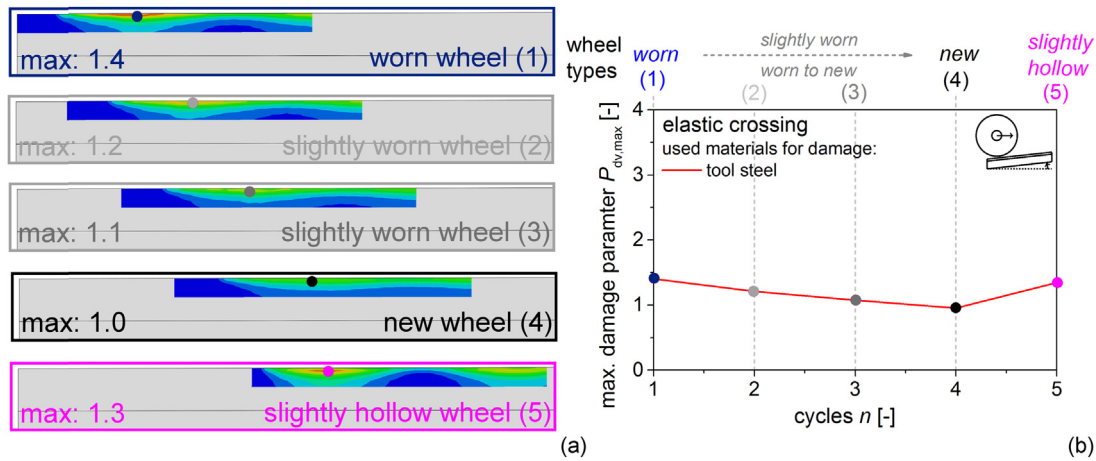 max: 1.4 worn wheel (1)
max: 1.2 slightly worn wheel (2)
max: 1.1 slightly worn wheel (3)
max: 1.0 new wheel (4)
max: 1.3 slightly hollow wheel (5)
(a)
wheel types
worn (1)
slightly worn
worn to new
(2)
(3)
new (4)
slightly hollow (5)
elastic crossing
used materials for damage:
tool steel
max. damage paramter P_dv,max [-]
4
3
2
1
0
1 2 3 4 5
cycles n [-]
(b)